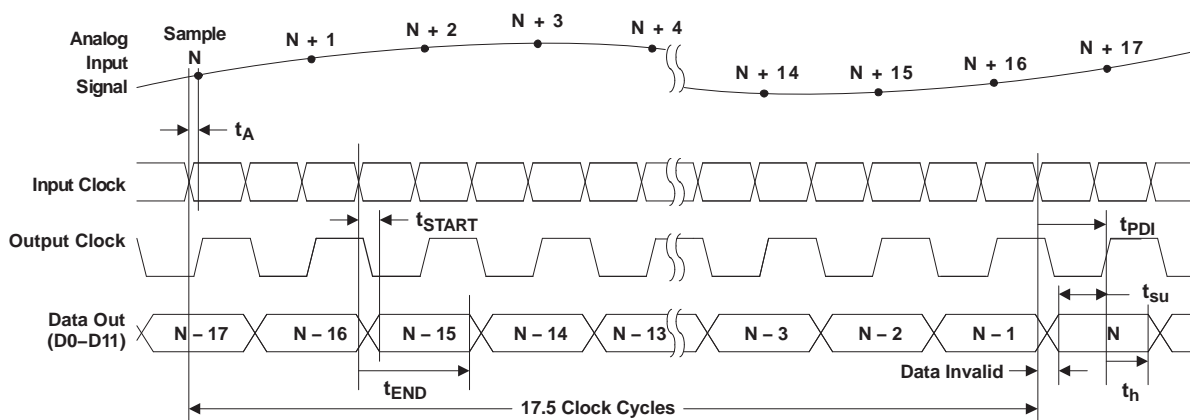 Analog
Input
Signal
Sample
N
N + 1
N + 2
N + 3
N + 4
N + 14
N + 15
N + 16
N + 17
tA
Input Clock
tSTART
tPDI
Output Clock
tsu
Data Out
(D0–D11)
N – 17
N – 16
N – 15
N – 14
N – 13
N – 3
N – 2
N – 1
N
tEND
Data Invalid
th
17.5 Clock Cycles